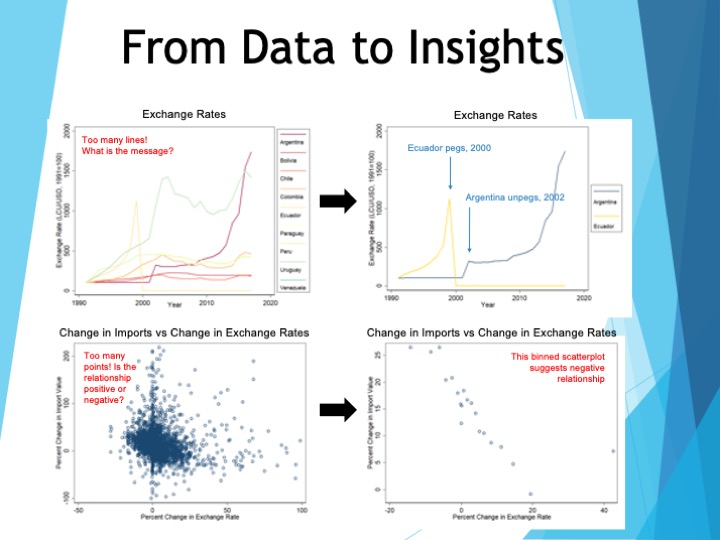 From Data to Insights
Exchange Rates
Too many lines!
What is the message?
Exchange Rate (LCU/USD, 1991=100)
0
500
1000
1500
2000
1990
2000
2010
2020
Year
Argentina
Bolivia
Chile
Colombia
Ecuador
Paraguay
Peru
Uruguay
Venezuela
Exchange Rates
Ecuador pegs, 2000
Argentina unpegs, 2002
Exchange Rate (LCU/USD, 1991=100)
0
500
1000
1500
2000
1990
2000
2010
2020
Year
Argentina
Ecuador
Change in Imports vs Change in Exchange Rates
Too many
points! Is the
relationship
positive or
negative?
Percent Change in Import Value
-100
0
100
200
-50
0
50
100
Percent Change in Exchange Rate
Change in Imports vs Change in Exchange Rates
This binned scatterplot
suggests negative
relationship
Percent Change in Import Value
0
5
10
15
20
25
-20
0
20
40
Percent Change in Exchange Rate